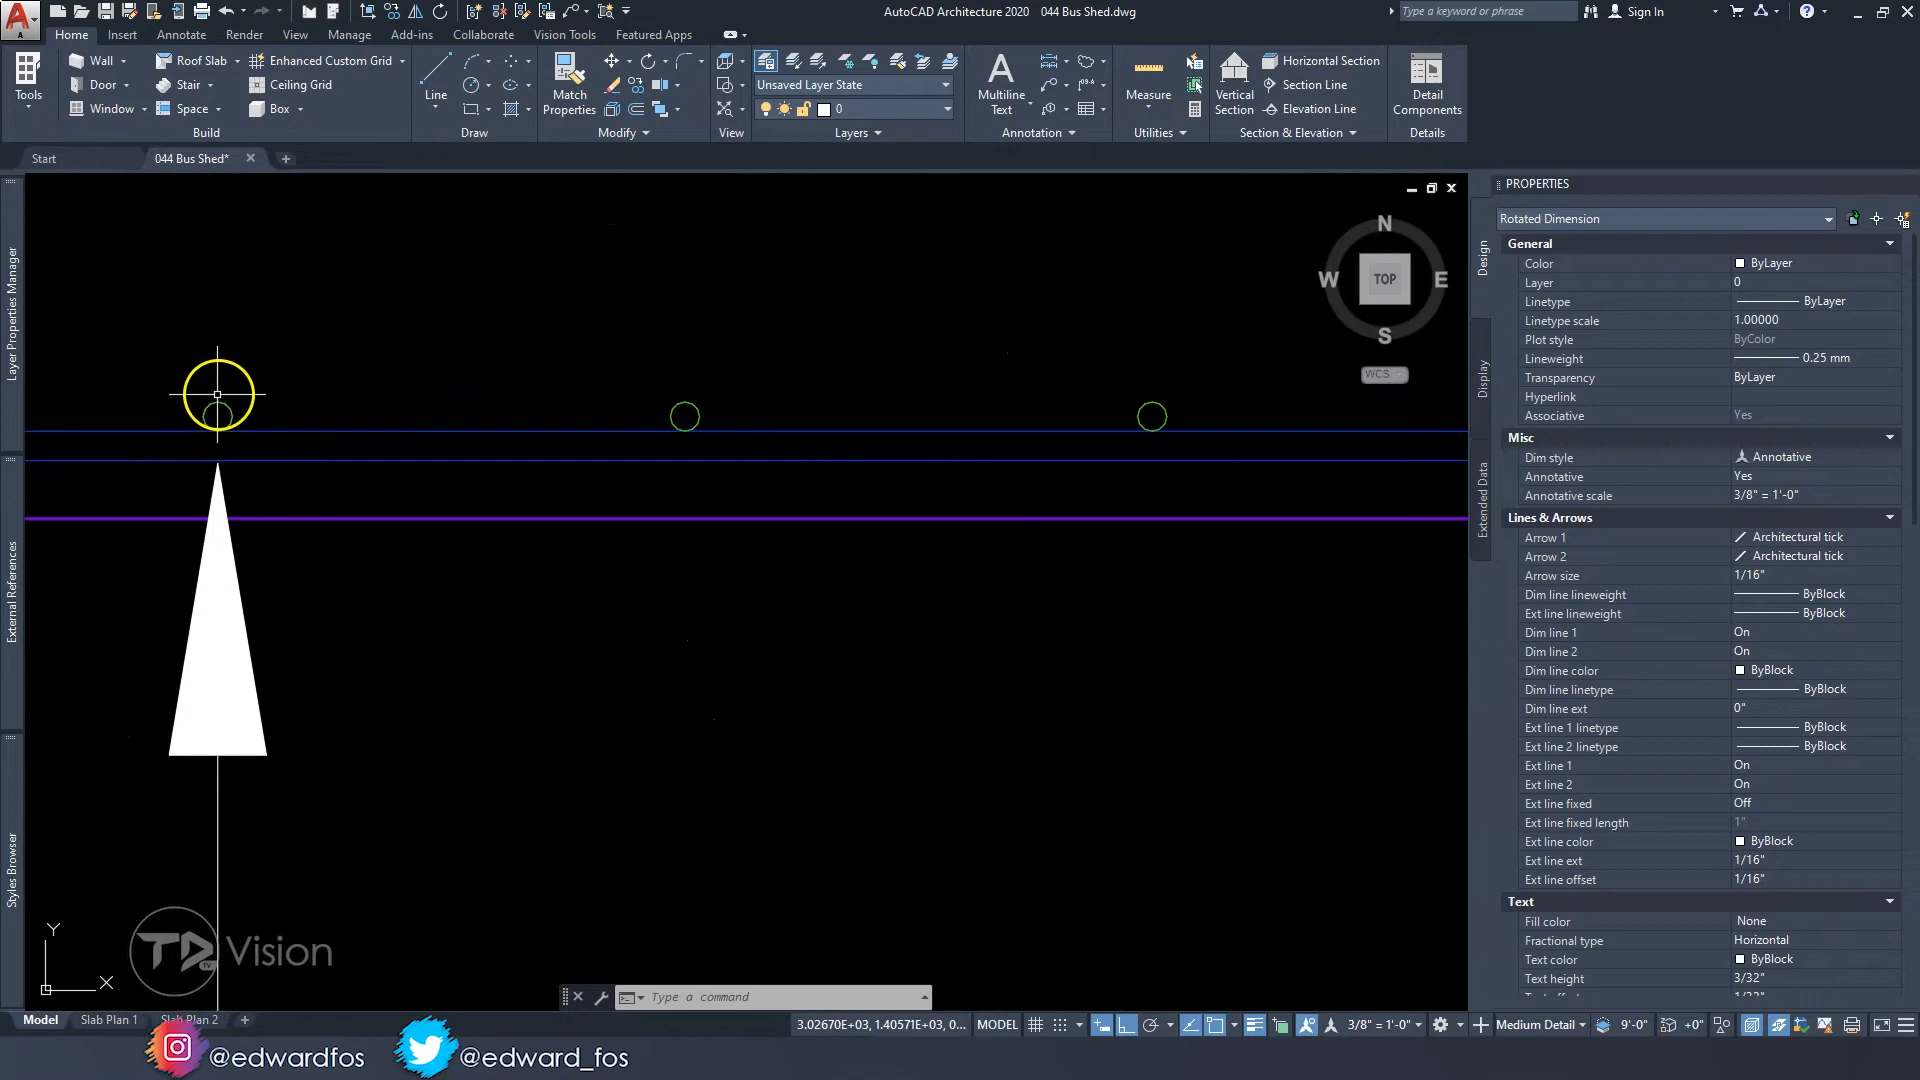 AutoCAD Architecture 2020 044 Bus Shed.dwg
Type a keyword or phrase
Sign In
Home Insert Annotate Render View Manage Add-ins Collaborate Vision Tools Featured Apps
Tools
Wall Roof Slab Enhanced Custom Grid
Door Stair Ceiling Grid
Window Space Box
Build
Line
Draw
Match Properties
Modify
View
Unsaved Layer State
0
Layers
A
Multiline Text
Annotation
Measure
Utilities
Vertical Section
Horizontal Section
Section Line
Elevation Line
Section & Elevation
Detail Components
Details
Start
044 Bus Shed*
Layer Properties Manager
External References
Styles Browser
N
W TOP E
S
WCS
Y
X
TD TV Vision
Type a command
Design
Display
Extended Data
PROPERTIES
Rotated Dimension
General
Color ByLayer
Layer 0
Linetype ByLayer
Linetype scale 1.00000
Plot style ByColor
Lineweight 0.25 mm
Transparency ByLayer
Hyperlink
Associative Yes
Misc
Dim style Annotative
Annotative Yes
Annotative scale 3/8" = 1'-0"
Lines & Arrows
Arrow 1 Architectural tick
Arrow 2 Architectural tick
Arrow size 1/16"
Dim line lineweight ByBlock
Ext line lineweight ByBlock
Dim line 1 On
Dim line 2 On
Dim line color ByBlock
Dim line linetype ByBlock
Dim line ext 0"
Ext line 1 linetype ByBlock
Ext line 2 linetype ByBlock
Ext line 1 On
Ext line 2 On
Ext line fixed Off
Ext line fixed length 1"
Ext line color ByBlock
Ext line ext 1/16"
Ext line offset 1/16"
Text
Fill color None
Fractional type Horizontal
Text color ByBlock
Text height 3/32"
Model Slab Plan 1 Slab Plan 2
3.02670E+03, 1.40571E+03, 0... MODEL 3/8" = 1'-0" Medium Detail 9'-0" +0"
@edwardfos @edward_fos